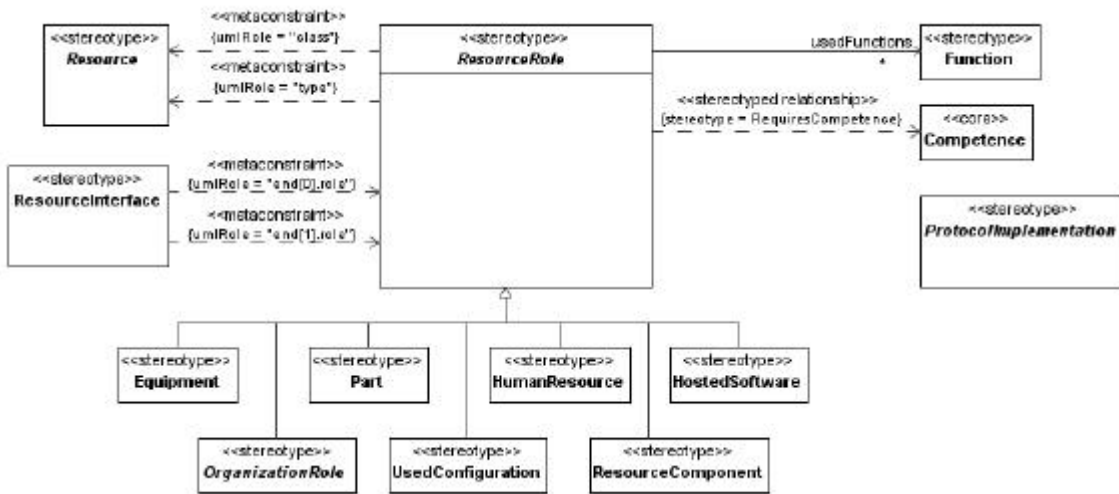 <<metaconstraint>>
{umlRole = "class"}
<<stereotype>>
Resource
<<metaconstraint>>
{umlRole = "type"}
<<stereotype>>
ResourceRole
usedFunctions
*
<<stereotype>>
Function
<<stereotyped relationship>>
{stereotype = RequiresCompetence}
<<core>>
Competence
<<stereotype>>
ResourceInterface
<<metaconstraint>>
{umlRole = "end[0].role"}
<<metaconstraint>>
{umlRole = "end[1].role"}
<<stereotype>>
ProtocolImplementation
<<stereotype>>
Equipment
<<stereotype>>
Part
<<stereotype>>
HumanResource
<<stereotype>>
HostedSoftware
<<stereotype>>
OrganizationRole
<<stereotype>>
UsedConfiguration
<<stereotype>>
ResourceComponent